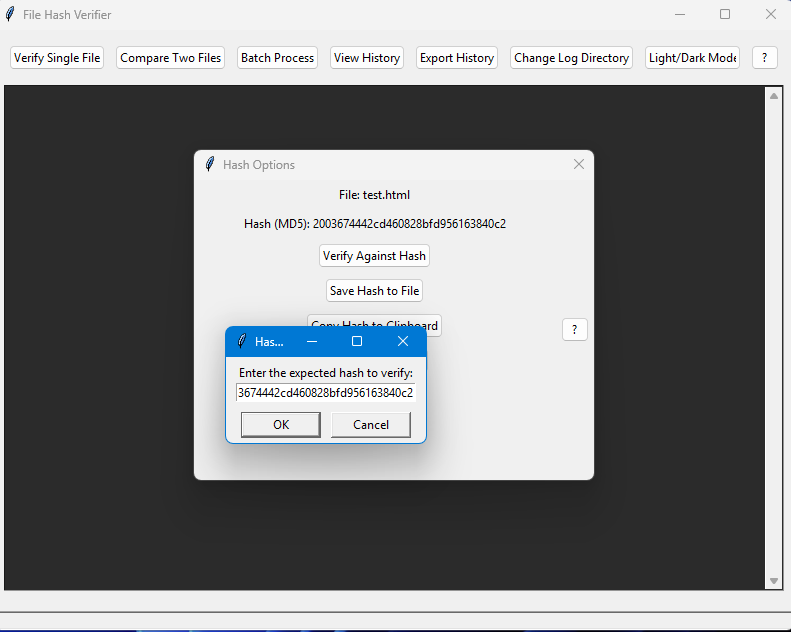 File Hash Verifier
Verify Single File Compare Two Files Batch Process View History Export History Change Log Directory Light/Dark Mode ?
Hash Options
File: test.html
Hash (MD5): 2003674442cd460828bfd956163840c2
Verify Against Hash
Save Hash to File
Copy Hash to Clipboard
?
Has...
Enter the expected hash to verify:
3674442cd460828bfd956163840c2
OK Cancel